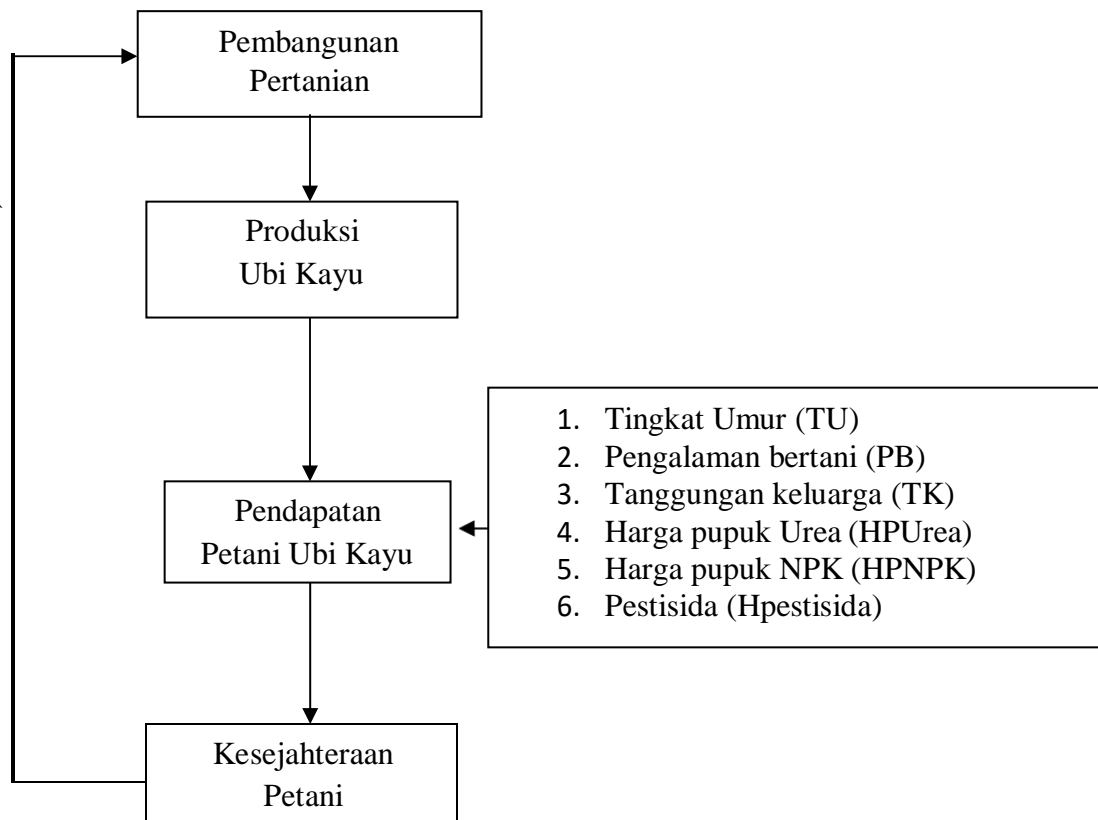 Pembangunan
Pertanian
Produksi
Ubi Kayu
Pendapatan
Petani Ubi Kayu
1. Tingkat Umur (TU)
2. Pengalaman bertani (PB)
3. Tanggungan keluarga (TK)
4. Harga pupuk Urea (HPUrea)
5. Harga pupuk NPK (HPNPK)
6. Pestisida (Hpestisida)
Kesejahteraan
Petani